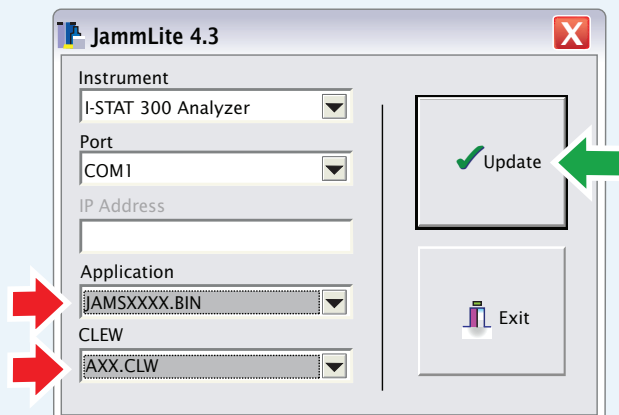 JammLite 4.3
X
Instrument
I-STAT 300 Analyzer
Port
COM1
IP Address
Application
JAMSXXXX.BIN
CLEW
AXX.CLW
Update
Exit